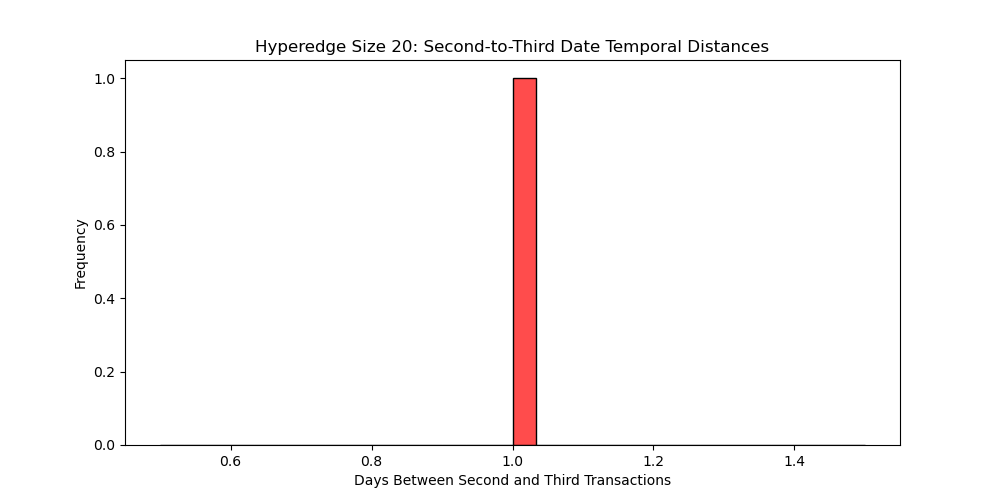 Hyperedge Size 20: Second-to-Third Date Temporal Distances
1.0
0.8
0.6
0.4
0.2
0.0
Frequency
0.6 0.8 1.0 1.2 1.4
Days Between Second and Third Transactions